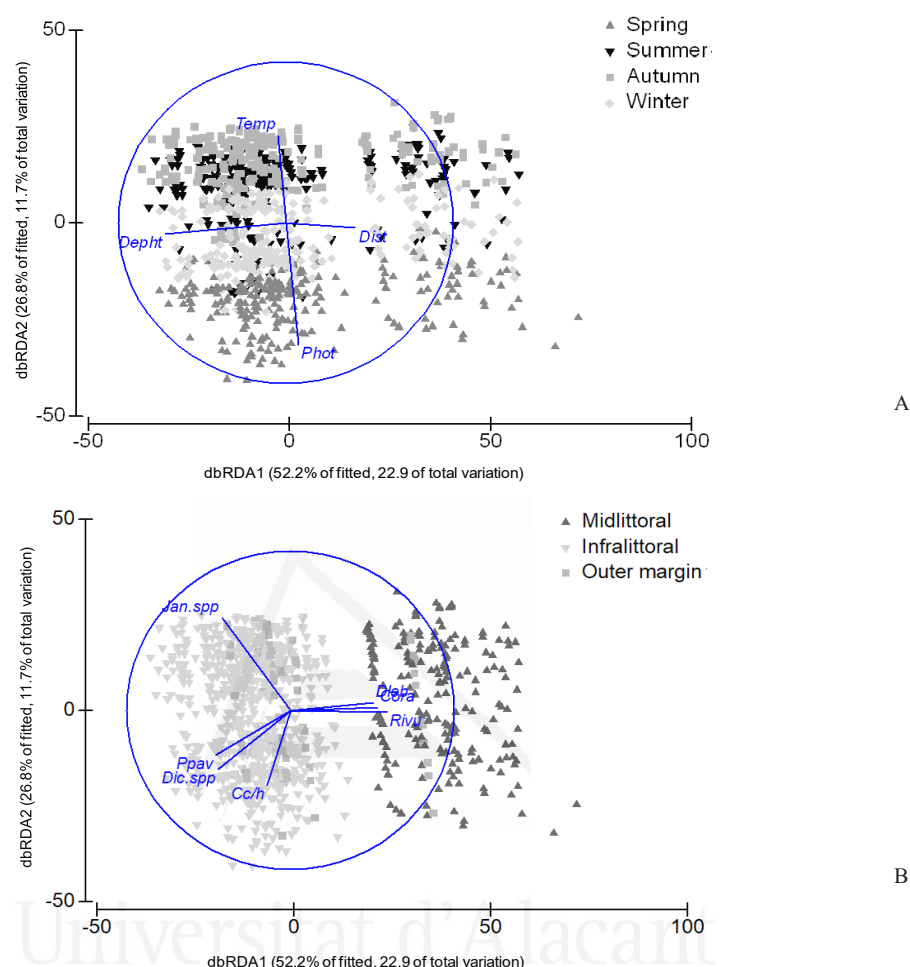 50
0
-50
dbRDA2 (26.8% of fitted, 11.7% of total variation)
Spring
Summer
Autumn
Winter
Temp
Depht
Dist
Phot
-50
0
50
100
dbRDA1 (52.2% of fitted, 22.9 of total variation)
A
50
0
-50
dbRDA2 (26.8% of fitted, 11.7% of total variation)
Midlittoral
Infralittoral
Outer margin
Jan.spp
Cora
Rivu
Ppav
Dic.spp
Cc/h
B
-50
0
50
100
Universitat d'Alacant
dbRDA1 (52.2% of fitted, 22.9 of total variation)